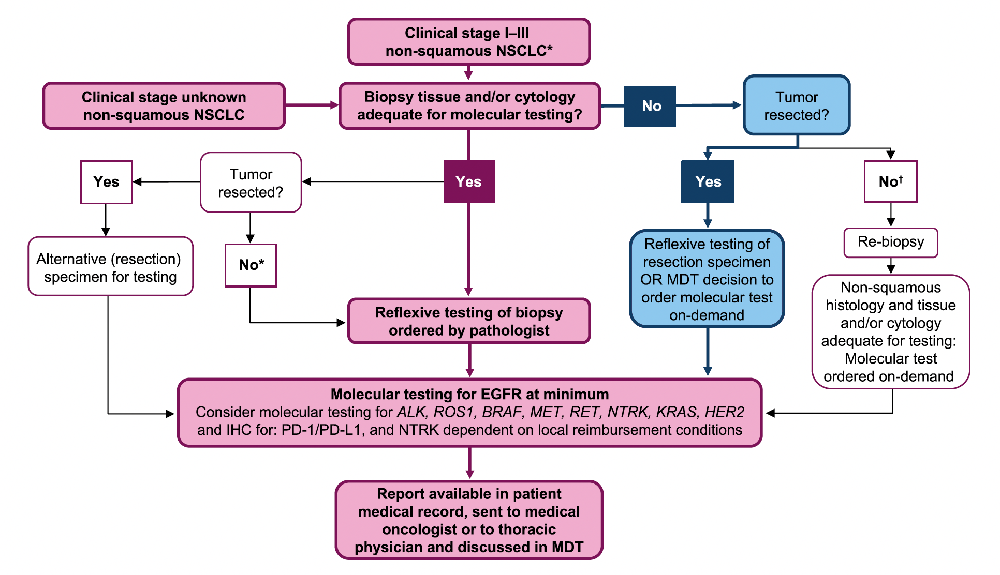 Clinical stage I–III
non-squamous NSCLC*
Clinical stage unknown
non-squamous NSCLC
Biopsy tissue and/or cytology
adequate for molecular testing?
No
Tumor
resected?
Yes
Tumor
resected?
Yes
Yes
No†
Alternative (resection)
specimen for testing
No*
Reflexive testing of
resection specimen
OR MDT decision to
order molecular test
on-demand
Re-biopsy
Non-squamous
histology and tissue
and/or cytology
adequate for testing:
Molecular test
ordered on-demand
Reflexive testing of biopsy
ordered by pathologist
Molecular testing for EGFR at minimum
Consider molecular testing for ALK, ROS1, BRAF, MET, RET, NTRK, KRAS, HER2
and IHC for: PD-1/PD-L1, and NTRK dependent on local reimbursement conditions
Report available in patient
medical record, sent to medical
oncologist or to thoracic
physician and discussed in MDT